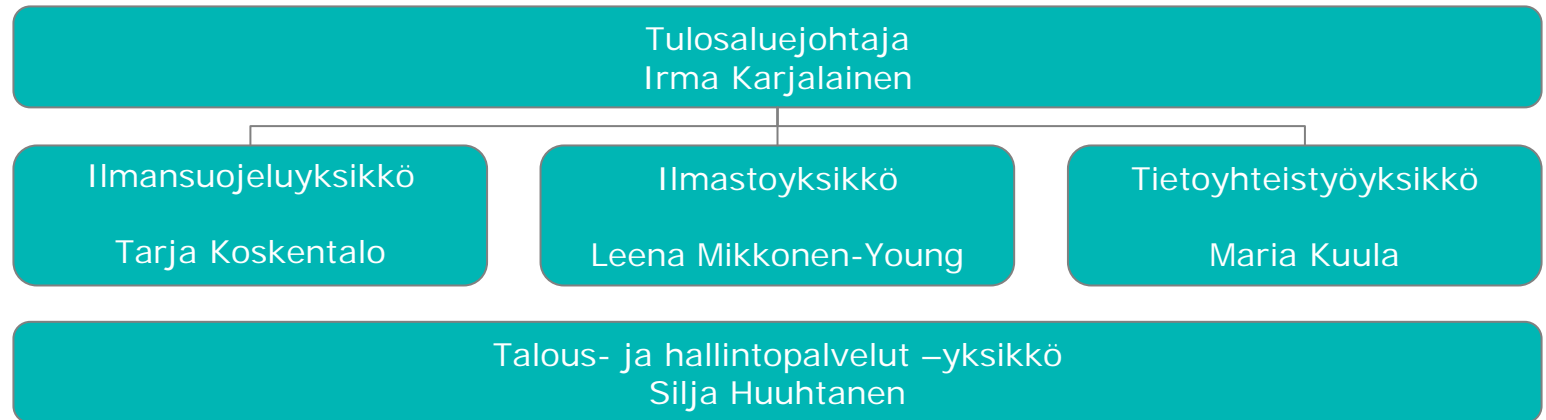 Tulosaluejohtaja
Irma Karjalainen
Ilmansuojeluyksikkö
Tarja Koskentalo
Ilmastoyksikkö
Leena Mikkonen-Young
Tietoyhteistyöyksikkö
Maria Kuula
Talous- ja hallintopalvelut –yksikkö
Silja Huuhtanen